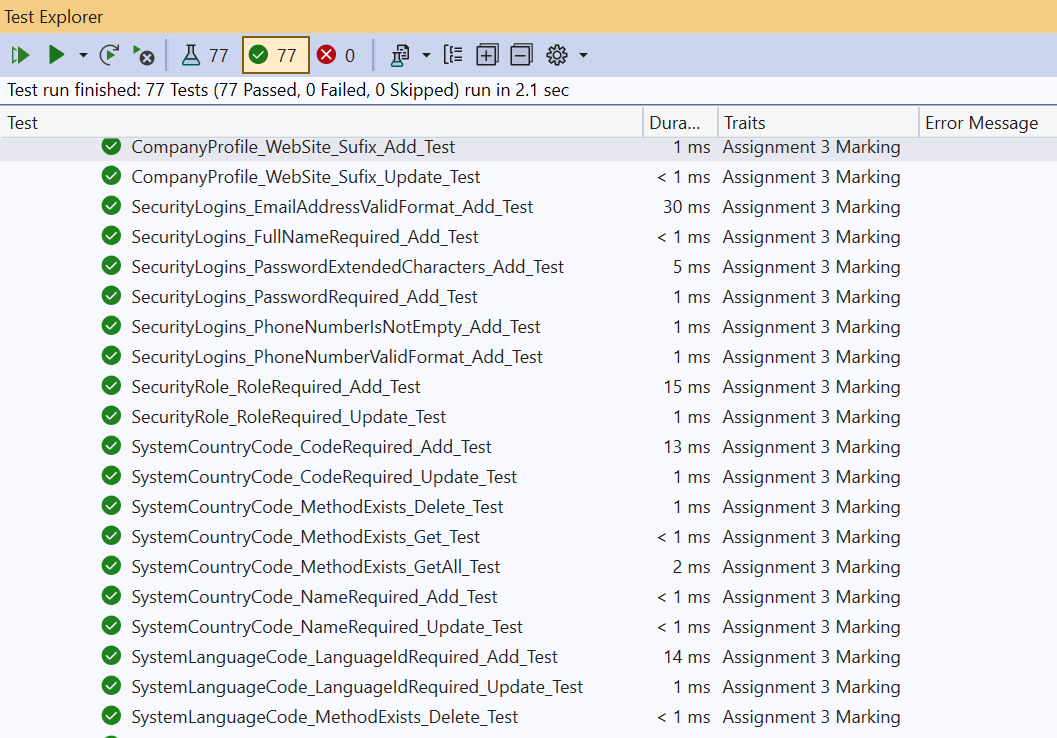 Test Explorer
77 77 0
Test run finished: 77 Tests (77 Passed, 0 Failed, 0 Skipped) run in 2.1 sec
Test Dura... Traits Error Message
CompanyProfile_WebSite_Sufix_Add_Test 1 ms Assignment 3 Marking
CompanyProfile_WebSite_Sufix_Update_Test < 1 ms Assignment 3 Marking
SecurityLogins_EmailAddressValidFormat_Add_Test 30 ms Assignment 3 Marking
SecurityLogins_FullNameRequired_Add_Test < 1 ms Assignment 3 Marking
SecurityLogins_PasswordExtendedCharacters_Add_Test 5 ms Assignment 3 Marking
SecurityLogins_PasswordRequired_Add_Test 1 ms Assignment 3 Marking
SecurityLogins_PhoneNumberIsNotEmpty_Add_Test 1 ms Assignment 3 Marking
SecurityLogins_PhoneNumberValidFormat_Add_Test 1 ms Assignment 3 Marking
SecurityRole_RoleRequired_Add_Test 15 ms Assignment 3 Marking
SecurityRole_RoleRequired_Update_Test 1 ms Assignment 3 Marking
SystemCountryCode_CodeRequired_Add_Test 13 ms Assignment 3 Marking
SystemCountryCode_CodeRequired_Update_Test 1 ms Assignment 3 Marking
SystemCountryCode_MethodExists_Delete_Test 1 ms Assignment 3 Marking
SystemCountryCode_MethodExists_Get_Test < 1 ms Assignment 3 Marking
SystemCountryCode_MethodExists_GetAll_Test 2 ms Assignment 3 Marking
SystemCountryCode_NameRequired_Add_Test < 1 ms Assignment 3 Marking
SystemCountryCode_NameRequired_Update_Test < 1 ms Assignment 3 Marking
SystemLanguageCode_LanguageIdRequired_Add_Test 14 ms Assignment 3 Marking
SystemLanguageCode_LanguageIdRequired_Update_Test 1 ms Assignment 3 Marking
SystemLanguageCode_MethodExists_Delete_Test < 1 ms Assignment 3 Marking